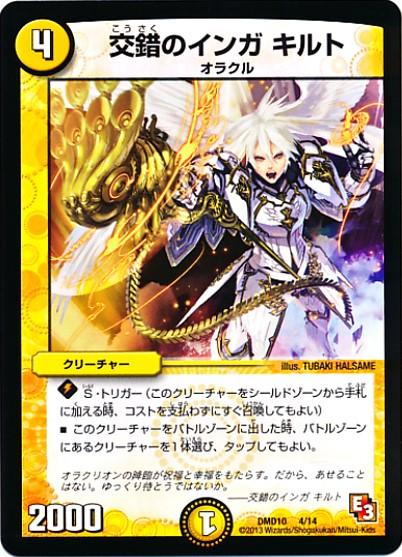 4
こう さく
交錯のインガ キルト
オラクル
illus. TUBAKI HALSAME
クリーチャー
S・トリガー(このクリーチャーをシールドゾーンから手札
に加える時、コストを支払わずにすぐ召喚してもよい)
■ このクリーチャーをバトルゾーンに出した時、バトルゾー
ンにあるクリーチャーを1体選び、タップしてもよい。
オラクリオンの降臨が祝福と幸福をもたらす。だから、あせること
はない。ゆっくり待とうではないか。
――交錯のインガ キルト
2000
1
DMD10 4/14
E3
©2013 Wizards/Shogakukan/Mitsui-Kids